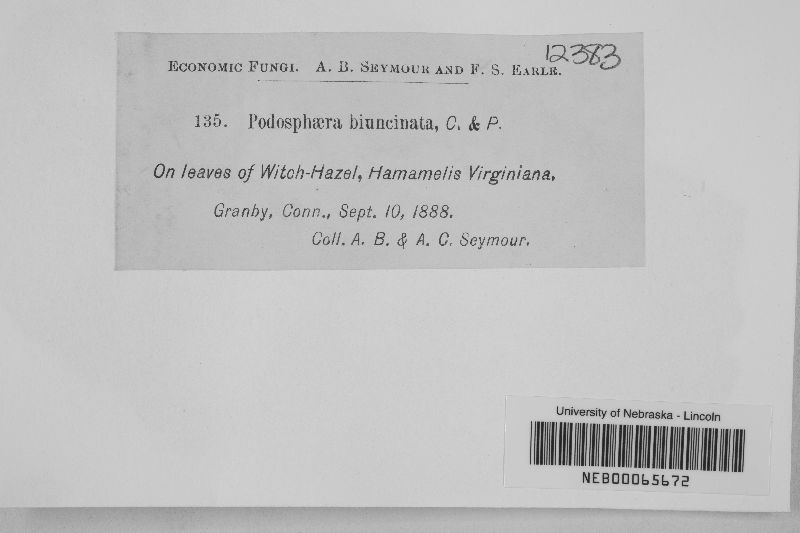 12383
ECONOMIC FUNGI. A. B. SEYMOUR AND F. S. EARLE.
135. Podosphæra biuncinata, C. & P.
On leaves of Witch-Hazel, Hamamelis Virginiana.
Granby, Conn., Sept. 10, 1888.
Coll. A. B. & A. C. Seymour.
University of Nebraska - Lincoln
NEB00065672